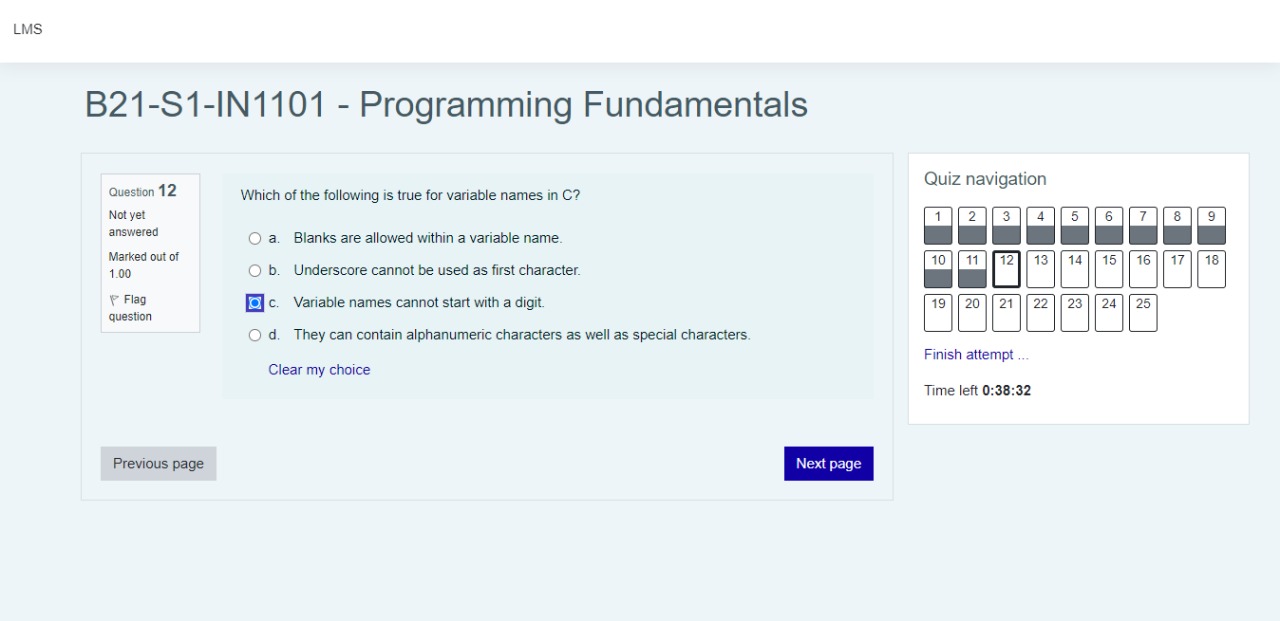 LMS
B21-S1-IN1101 - Programming Fundamentals
Question 12
Not yet
answered
Marked out of
1.00
Flag
question
Which of the following is true for variable names in C?
a. Blanks are allowed within a variable name.
b. Underscore cannot be used as first character.
c. Variable names cannot start with a digit.
d. They can contain alphanumeric characters as well as special characters.
Clear my choice
Previous page
Next page
Quiz navigation
1 2 3 4 5 6 7 8 9
10 11 12 13 14 15 16 17 18
19 20 21 22 23 24 25
Finish attempt ...
Time left 0:38:32